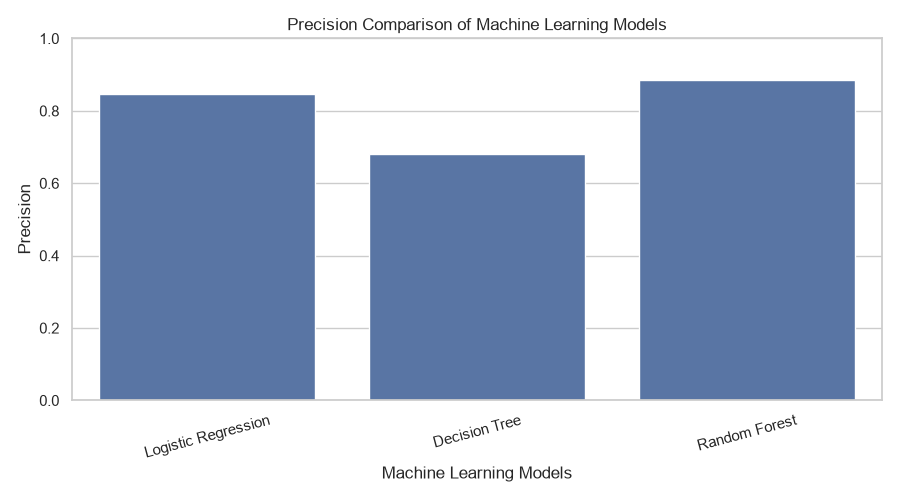 Precision Comparison of Machine Learning Models
1.0
0.8
0.6
0.4
0.2
0.0
Precision
Logistic Regression
Decision Tree
Random Forest
Machine Learning Models